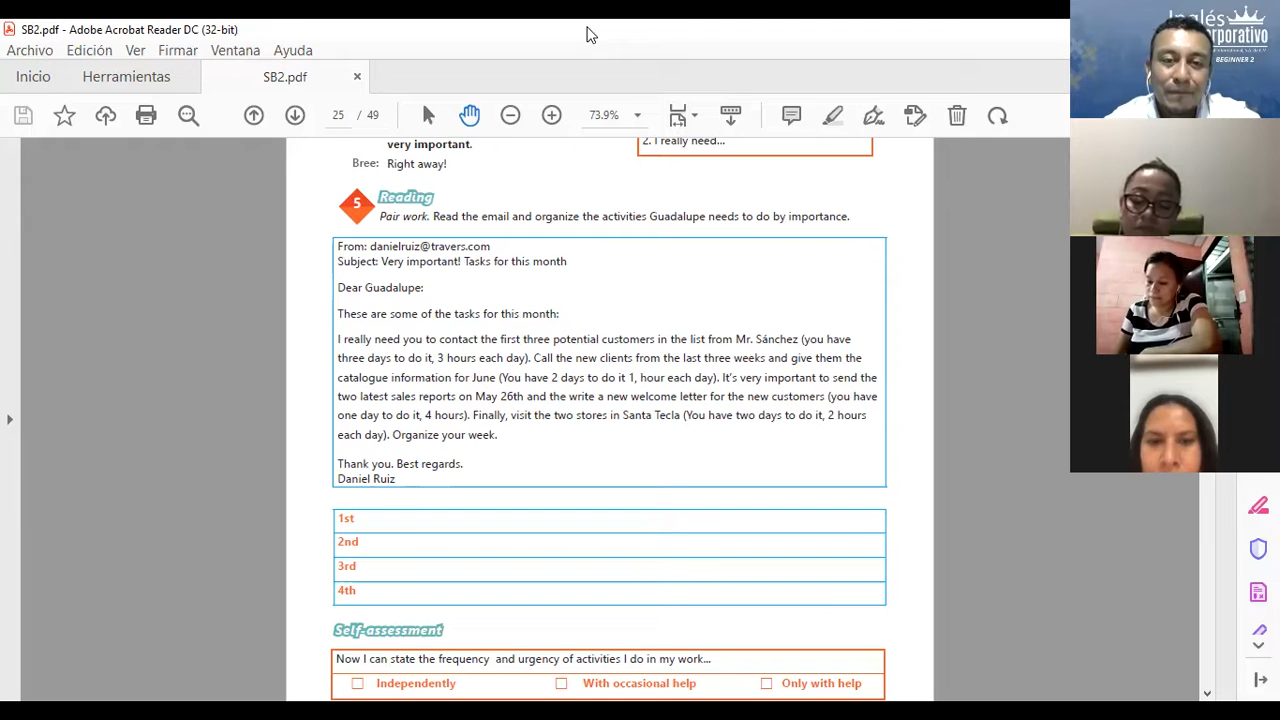 SB2.pdf - Adobe Acrobat Reader DC (32-bit)
Archivo Edición Ver Firmar Ventana Ayuda
Inicio Herramientas SB2.pdf ×
25 / 49 73.9%
very important.
2. I really need...
Bree: Right away!
5 Reading
Pair work. Read the email and organize the activities Guadalupe needs to do by importance.
From: danielruiz@travers.com
Subject: Very important! Tasks for this month
Dear Guadalupe:
These are some of the tasks for this month:
I really need you to contact the first three potential customers in the list from Mr. Sánchez (you have
three days to do it, 3 hours each day). Call the new clients from the last three weeks and give them the
catalogue information for June (You have 2 days to do it 1, hour each day). It's very important to send the
two latest sales reports on May 26th and the write a new welcome letter for the new customers (you have
one day to do it, 4 hours). Finally, visit the two stores in Santa Tecla (You have two days to do it, 2 hours
each day). Organize your week.
Thank you. Best regards.
Daniel Ruiz
1st
2nd
3rd
4th
Self-assessment
Now I can state the frequency and urgency of activities I do in my work...
Independently With occasional help Only with help
Inglés
BEGINNER 2